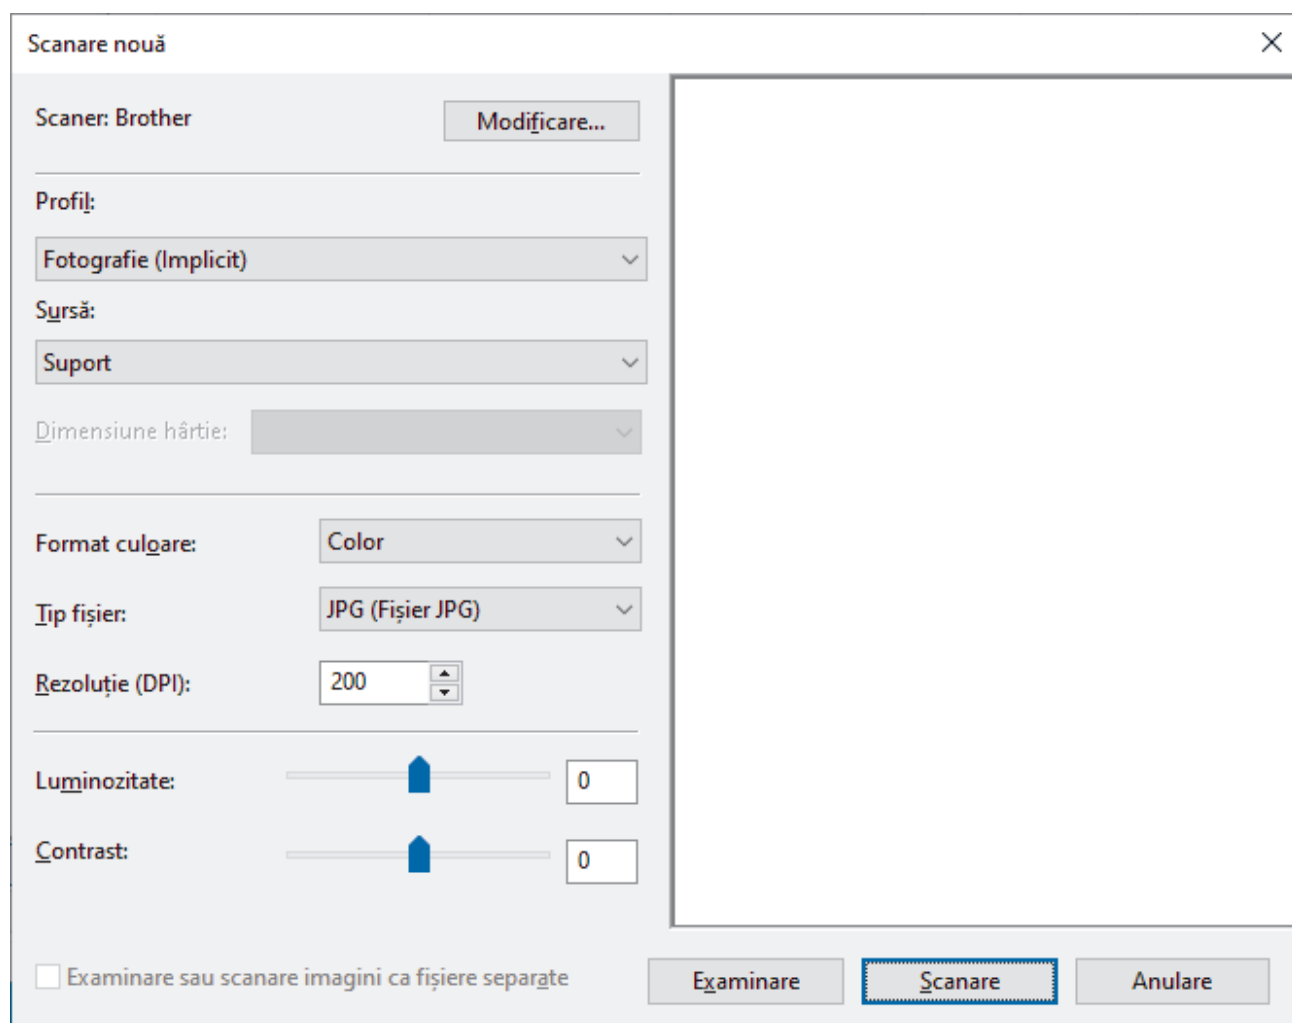 Scanare nouă
Scaner: Brother
Modificare...
Profil:
Fotografie (Implicit)
Sursă:
Suport
Dimensiune hârtie:
Format culoare:
Color
Tip fișier:
JPG (Fișier JPG)
Rezoluție (DPI):
200
Luminozitate:
0
Contrast:
0
Examinare sau scanare imagini ca fișiere separate
Examinare
Scanare
Anulare